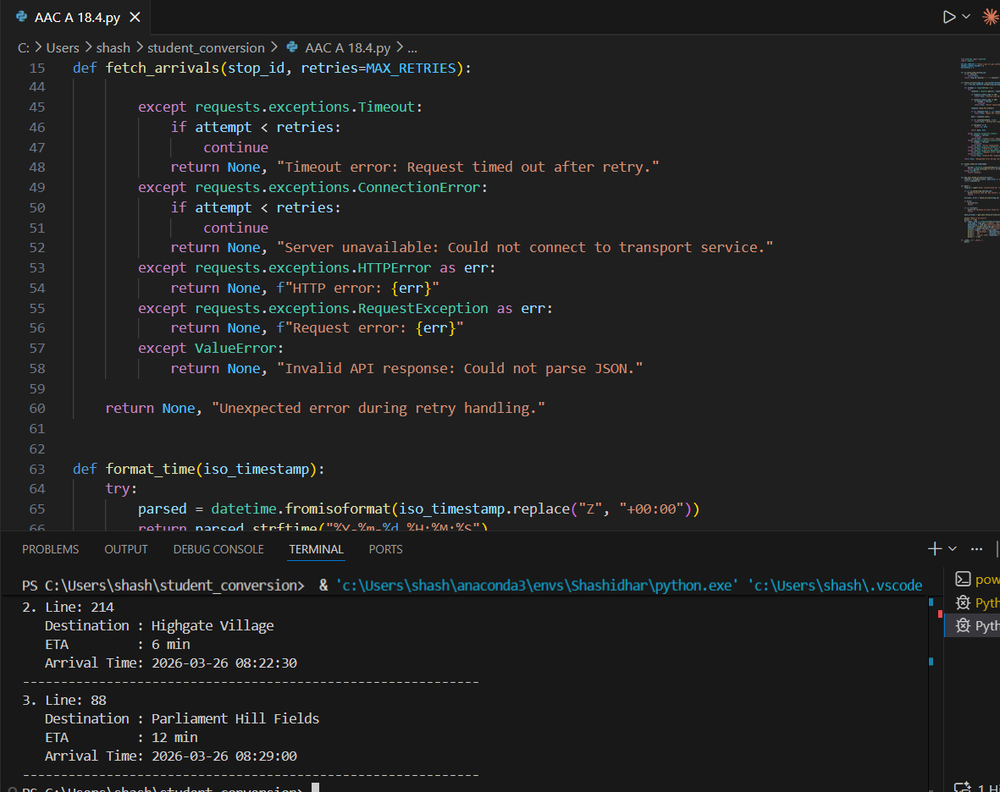 AAC A 18.4.py
C: > Users > shash > student_conversion > AAC A 18.4.py > ...
15 def fetch_arrivals(stop_id, retries=MAX_RETRIES):
44
45 except requests.exceptions.Timeout:
46 if attempt < retries:
47 continue
48 return None, "Timeout error: Request timed out after retry."
49 except requests.exceptions.ConnectionError:
50 if attempt < retries:
51 continue
52 return None, "Server unavailable: Could not connect to transport service."
53 except requests.exceptions.HTTPError as err:
54 return None, f"HTTP error: {err}"
55 except requests.exceptions.RequestException as err:
56 return None, f"Request error: {err}"
57 except ValueError:
58 return None, "Invalid API response: Could not parse JSON."
59
60 return None, "Unexpected error during retry handling."
61
62
63 def format_time(iso_timestamp):
64 try:
65 parsed = datetime.fromisoformat(iso_timestamp.replace("Z", "+00:00"))
66 return parsed.strftime("%Y-%m-%d %H:%M:%S")
PROBLEMS OUTPUT DEBUG CONSOLE TERMINAL PORTS
PS C:\Users\shash\student_conversion> & 'c:\Users\shash\anaconda3\envs\Shashidhar\python.exe' 'c:\Users\shash\.vscode
2. Line: 214
Destination : Highgate Village
ETA : 6 min
Arrival Time: 2026-03-26 08:22:30
------------------------------------------------------------
3. Line: 88
Destination : Parliament Hill Fields
ETA : 12 min
Arrival Time: 2026-03-26 08:29:00
------------------------------------------------------------
PS C:\Users\shash\student_conversion>
pow
Pyth
Pyth